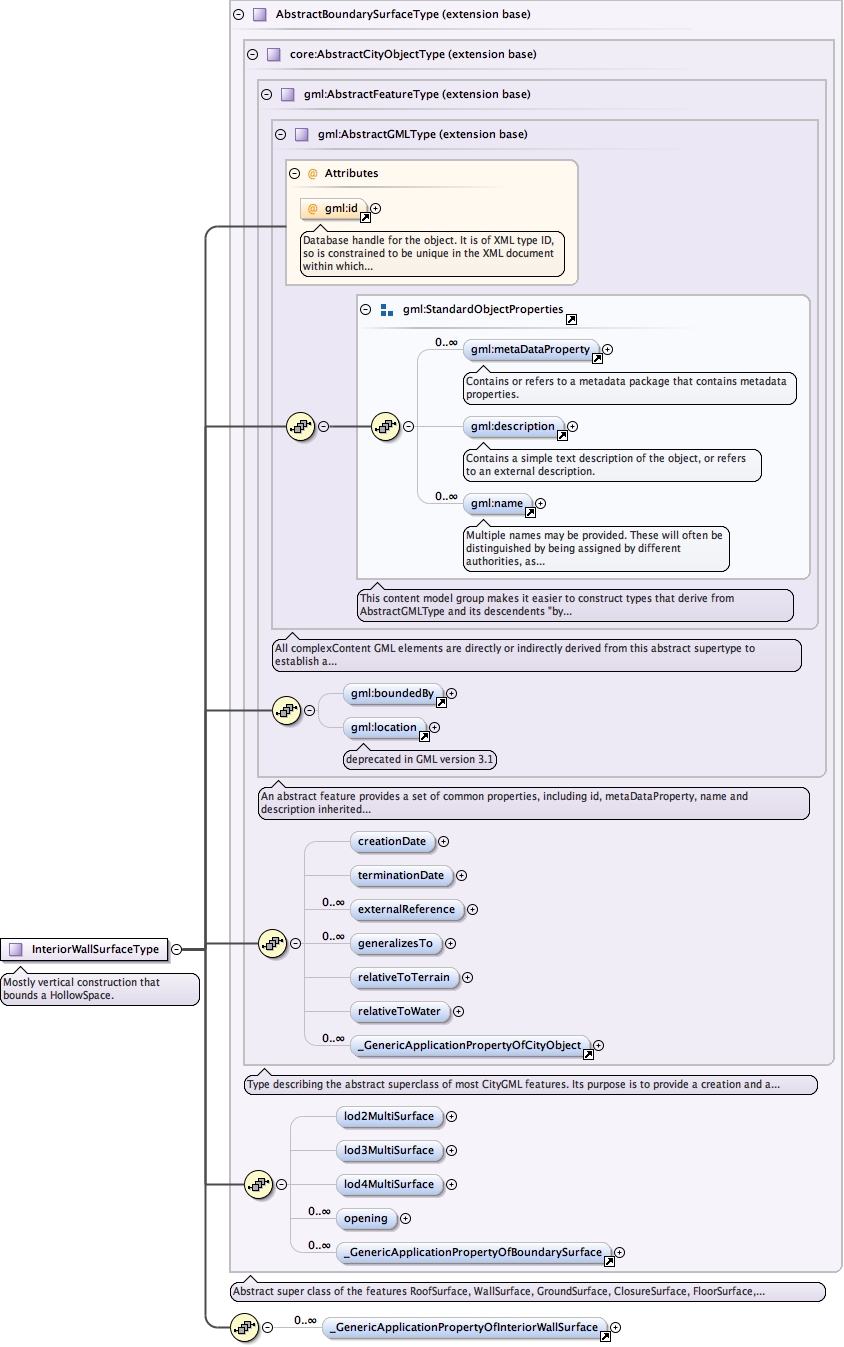 AbstractBoundarySurfaceType (extension base)
core:AbstractCityObjectType (extension base)
gml:AbstractFeatureType (extension base)
gml:AbstractGMLType (extension base)
@ Attributes
@ gml:id
Database handle for the object. It is of XML type ID,
so is constrained to be unique in the XML document
within which...
gml:StandardObjectProperties
0..∞
gml:metaDataProperty
Contains or refers to a metadata package that contains metadata
properties.
gml:description
Contains a simple text description of the object, or refers
to an external description.
0..∞
gml:name
Multiple names may be provided. These will often be
distinguished by being assigned by different
authorities, as...
This content model group makes it easier to construct types that derive from
AbstractGMLType and its descendents "by...
All complexContent GML elements are directly or indirectly derived from this abstract supertype to
establish a...
gml:boundedBy
gml:location
deprecated in GML version 3.1
An abstract feature provides a set of common properties, including id, metaDataProperty, name and
description inherited...
creationDate
terminationDate
0..∞
externalReference
0..∞
generalizesTo
InteriorWallSurfaceType
Mostly vertical construction that
bounds a HollowSpace.
relativeToTerrain
relativeToWater
0..∞
_GenericApplicationPropertyOfCityObject
Type describing the abstract superclass of most CityGML features. Its purpose is to provide a creation and a...
lod2MultiSurface
lod3MultiSurface
lod4MultiSurface
0..∞
opening
0..∞
_GenericApplicationPropertyOfBoundarySurface
Abstract super class of the features RoofSurface, WallSurface, GroundSurface, ClosureSurface, FloorSurface,...
0..∞
_GenericApplicationPropertyOfInteriorWallSurface